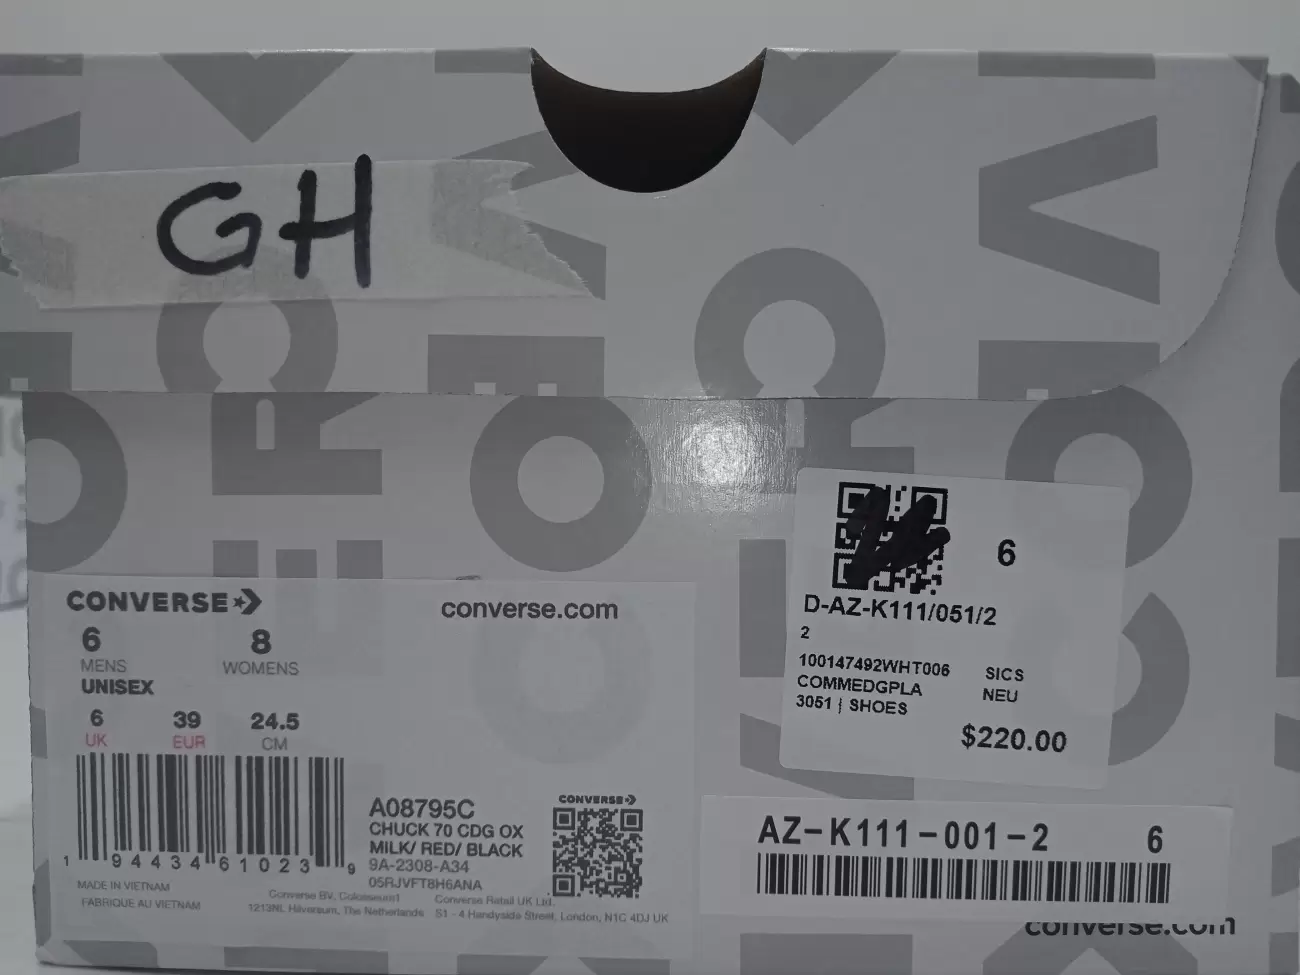 GH
CONVERSE
converse.com
6 8
MENS WOMENS
UNISEX
6 39 24.5
UK EUR CM
1 94434 61023 9
MADE IN VIETNAM
FABRIQUE AU VIETNAM
A08795C
CHUCK 70 CDG OX
MILK/ RED/ BLACK
9A-2308-A34
05RJVFT8H6ANA
CONVERSE
Converse BV,
1213NL Hilversum, The Netherlands
Converse Retail UK Ltd.
S1 - 4 Handyside Street, London, N1C 4DJ UK
6
D-AZ-K111/051/2
2
100147492WHT006 SICS
COMMEDGPLA NEU
3051 | SHOES
$220.00
AZ-K111-001-2 6
converse.com